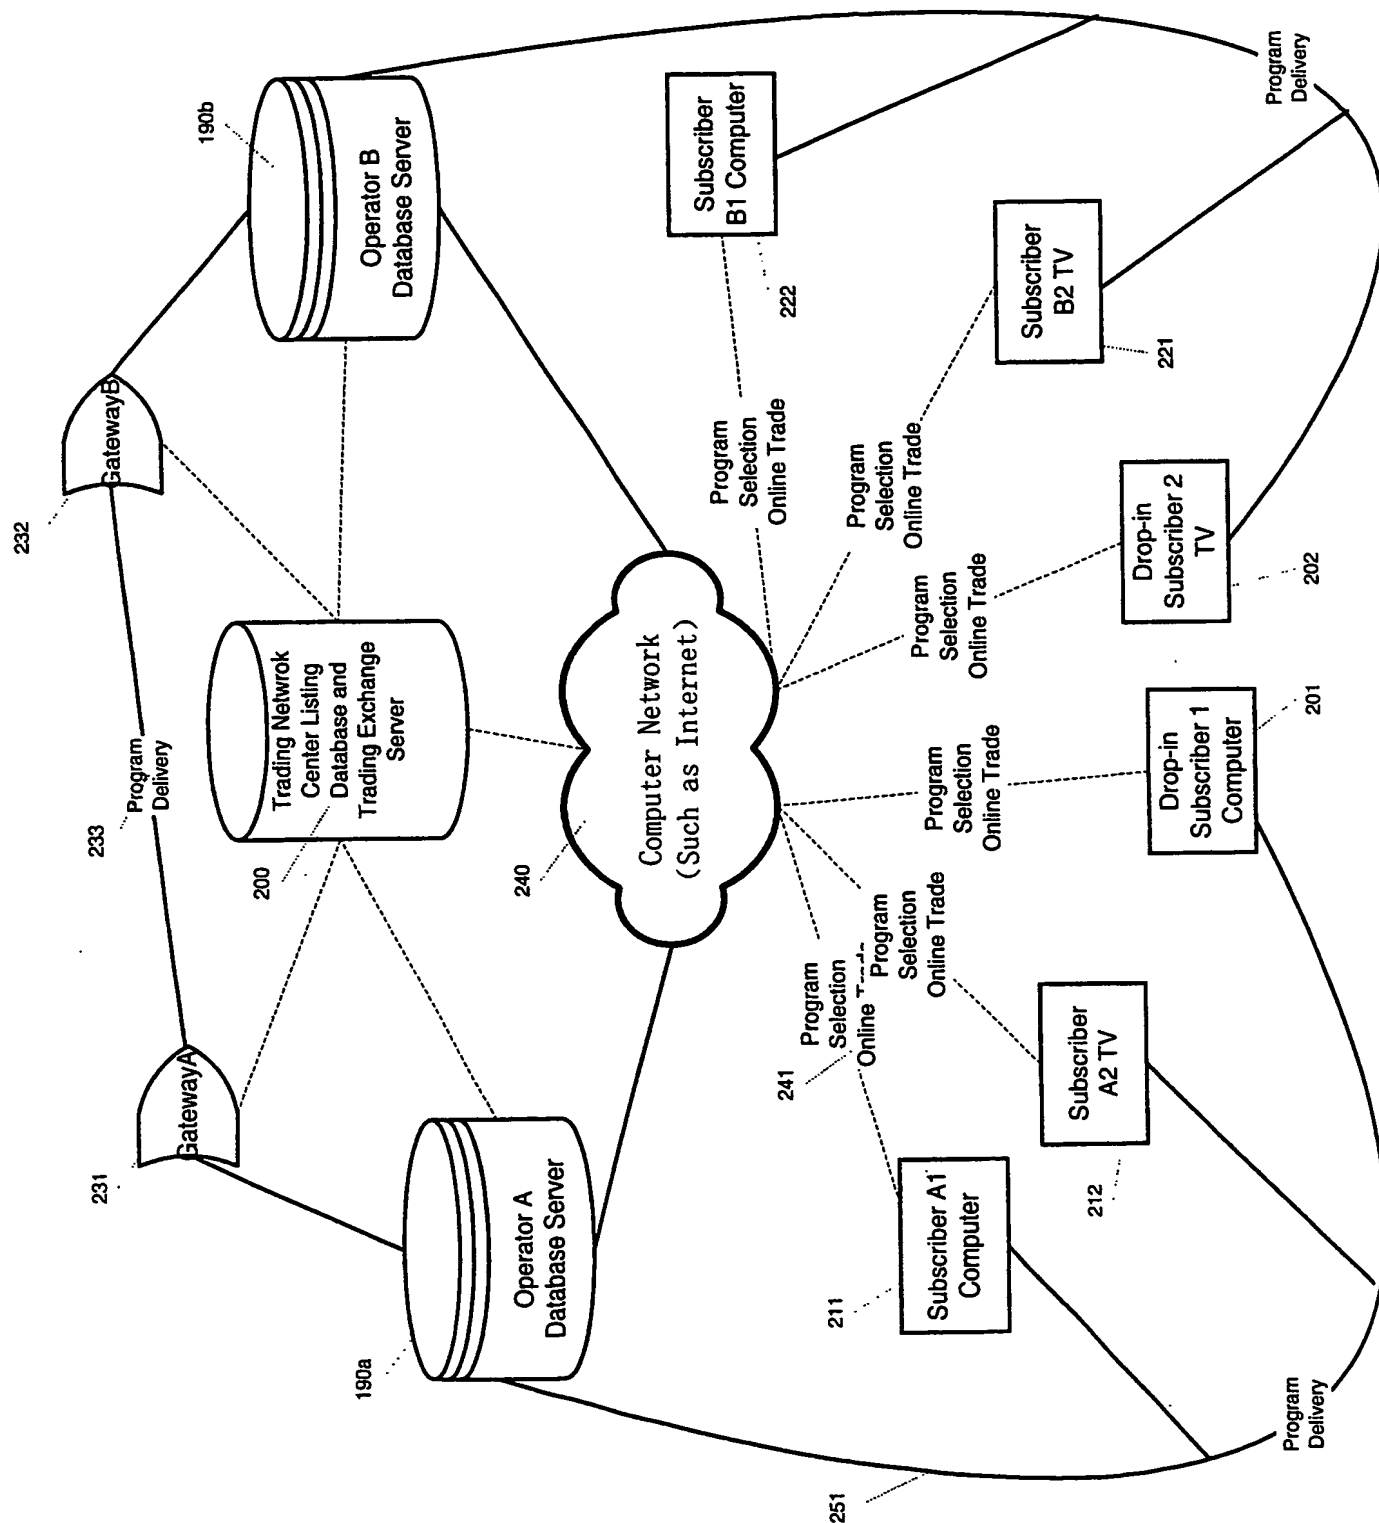 232
GatewayB
190b
Operator B
Database Server
233
Program
Delivery
Trading Netwrok
Center Listing
Database and
Trading Exchange
Server
200
231
GatewayA
190a
Operator A
Database Server
240
Computer Network
(Such as Internet)
Program
Selection
Online Trade
Subscriber
B1 Computer
222
Program
Selection
Online Trade
Subscriber
B2 TV
221
Program
Selection
Online Trade
Drop-in
Subscriber 2
TV
202
Program
Selection
Online Trade
Drop-in
Subscriber 1
Computer
201
Program
Selection
Online Trade
Subscriber
A2 TV
212
241
Program
Selection
Online
Subscriber A1
Computer
211
251
Program
Delivery
Program
Delivery